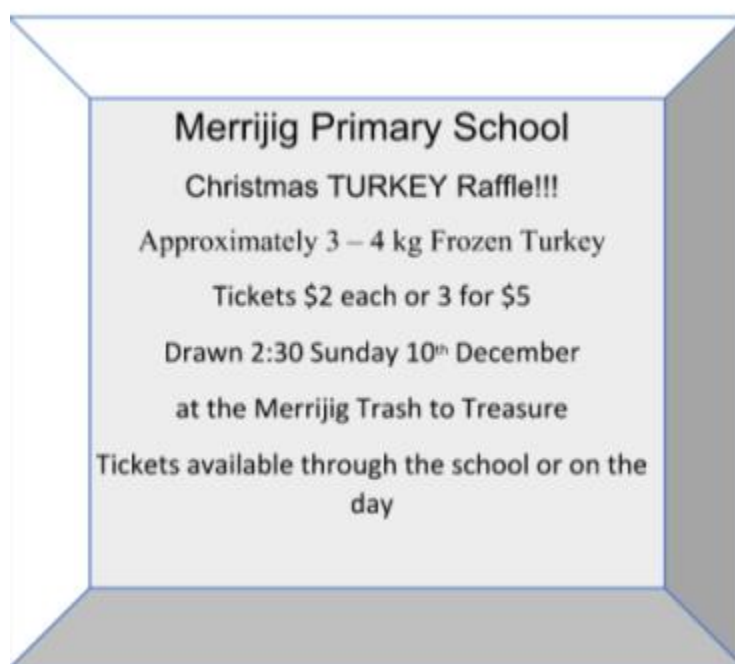 Merrijig Primary School
Christmas TURKEY Raffle!!!
Approximately 3 – 4 kg Frozen Turkey
Tickets $2 each or 3 for $5
Drawn 2:30 Sunday 10th December
at the Merrijig Trash to Treasure
Tickets available through the school or on the
day